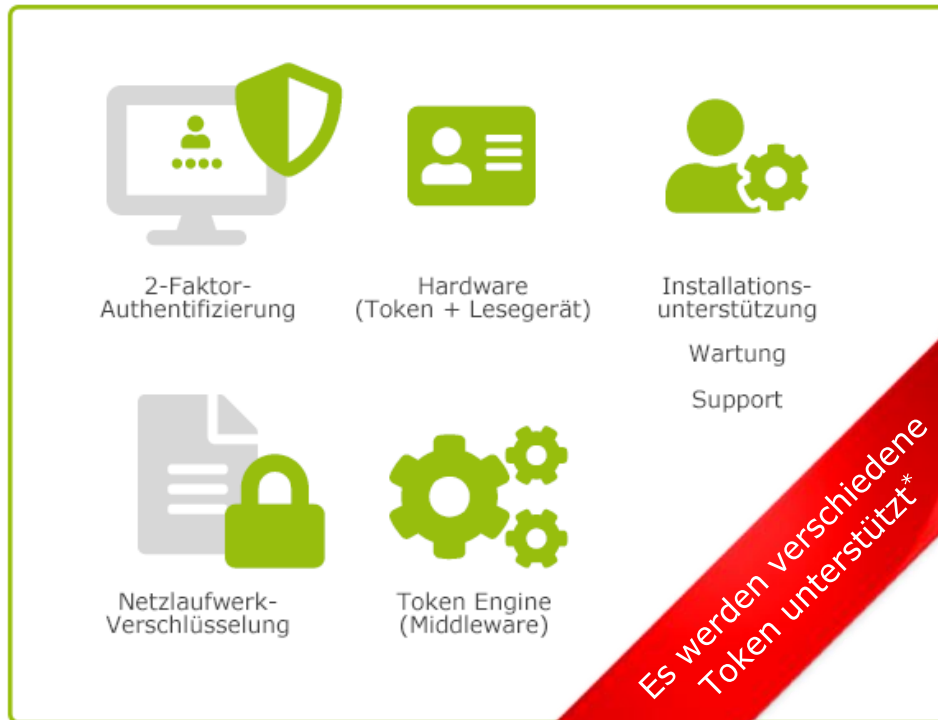 2-Faktor-
Authentifizierung
Hardware
(Token + Lesegerät)
Installations-
unterstützung
Wartung
Support
Netzlaufwerk-
Verschlüsselung
Token Engine
(Middleware)
Es werden verschiedene
Token unterstützt*